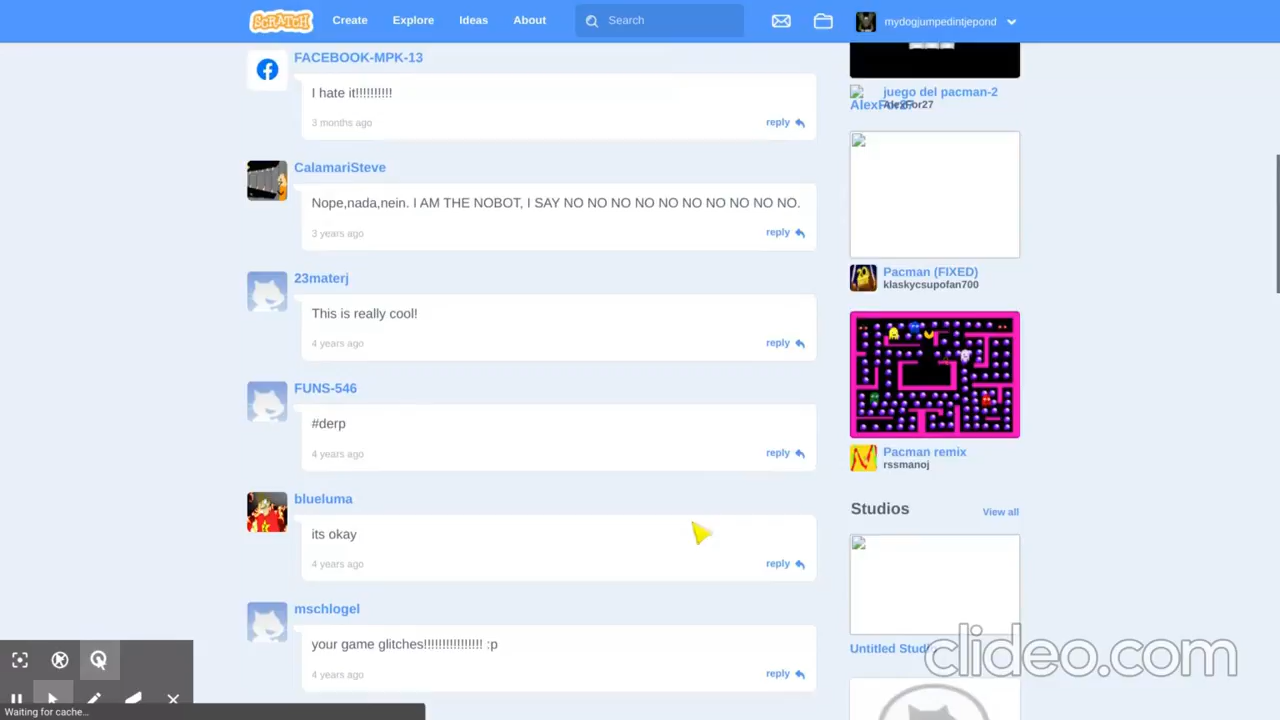 SCRATCH
Create
Explore
Ideas
About
Search
mydogjumpedintjepond
FACEBOOK-MPK-13
I hate it!!!!!!!!!!
3 months ago
reply
CalamariSteve
Nope,nada,nein. I AM THE NOBOT, I SAY NO NO NO NO NO NO NO NO NO NO.
3 years ago
reply
23materj
This is really cool!
4 years ago
reply
FUNS-546
#derp
4 years ago
reply
blueluma
its okay
4 years ago
reply
mschlogel
your game glitches!!!!!!!!!!!!!!!! :p
4 years ago
reply
juego del pacman-2
AlexFor27
AlexFor27
Pacman (FIXED)
klaskycsupofan700
Pacman remix
rssmanoj
Studios
View all
Untitled Studio
clideo.com
Waiting for cache...